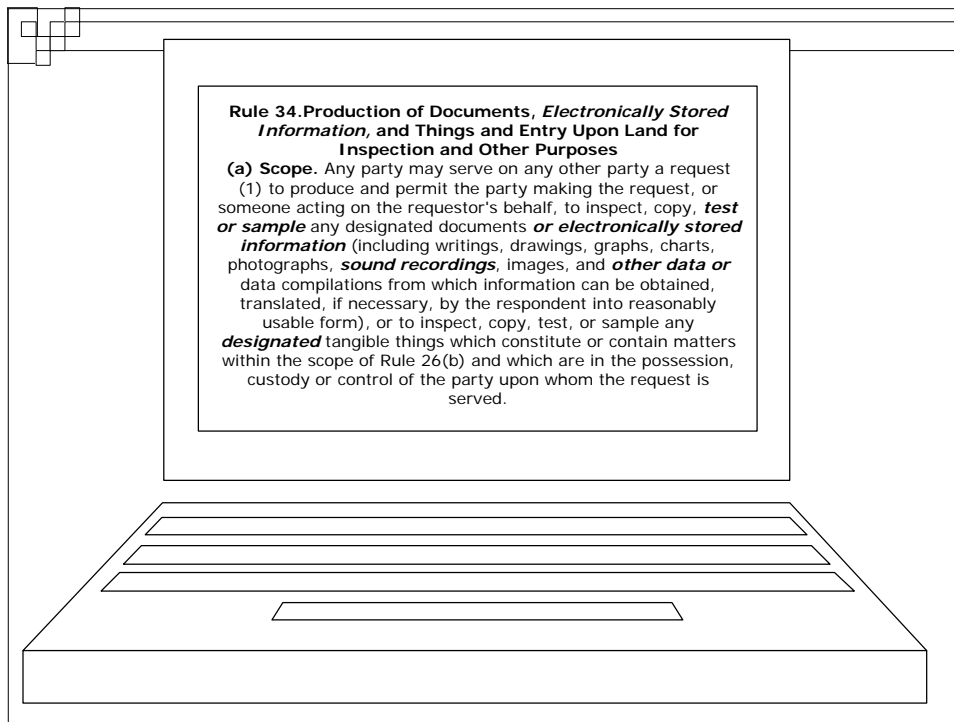 Rule 34.Production of Documents, Electronically Stored
Information, and Things and Entry Upon Land for
Inspection and Other Purposes
(a) Scope. Any party may serve on any other party a request
(1) to produce and permit the party making the request, or
someone acting on the requestor's behalf, to inspect, copy, test
or sample any designated documents or electronically stored
information (including writings, drawings, graphs, charts,
photographs, sound recordings, images, and other data or
data compilations from which information can be obtained,
translated, if necessary, by the respondent into reasonably
usable form), or to inspect, copy, test, or sample any
designated tangible things which constitute or contain matters
within the scope of Rule 26(b) and which are in the possession,
custody or control of the party upon whom the request is
served.